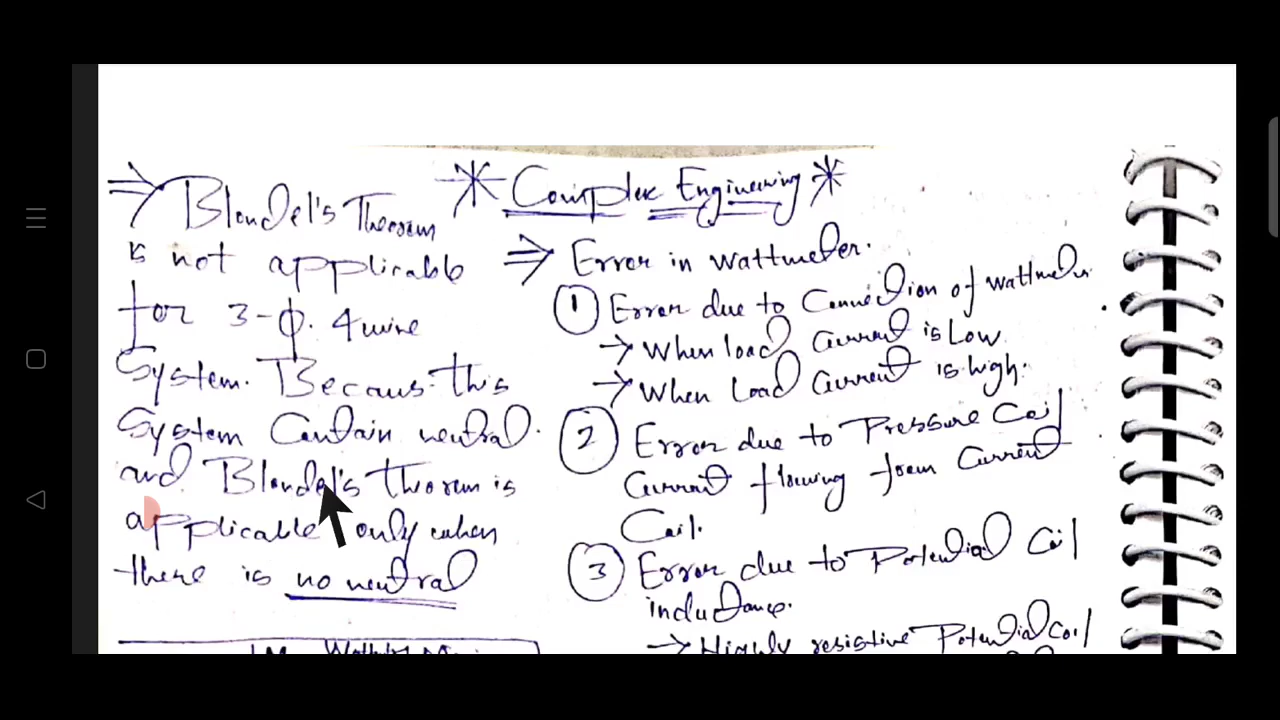 * Complex Engineering *
⇒ Blondel's Theorem
is not applicable
for 3-ϕ. 4 wire
System. Becaus this
System Contain neutral.
and Blondel's theorem is
applicable only when
there is no neutral
⇒ Error in wattmeter.
① Error due to Connection of wattmeter.
→ When load Current is Low.
→ When Load Current is high.
② Error due to Pressure Coil
Current flowing from Current
Coil.
③ Error due to Potential Coil
inductance.
→ Highly resistive Potential Coil